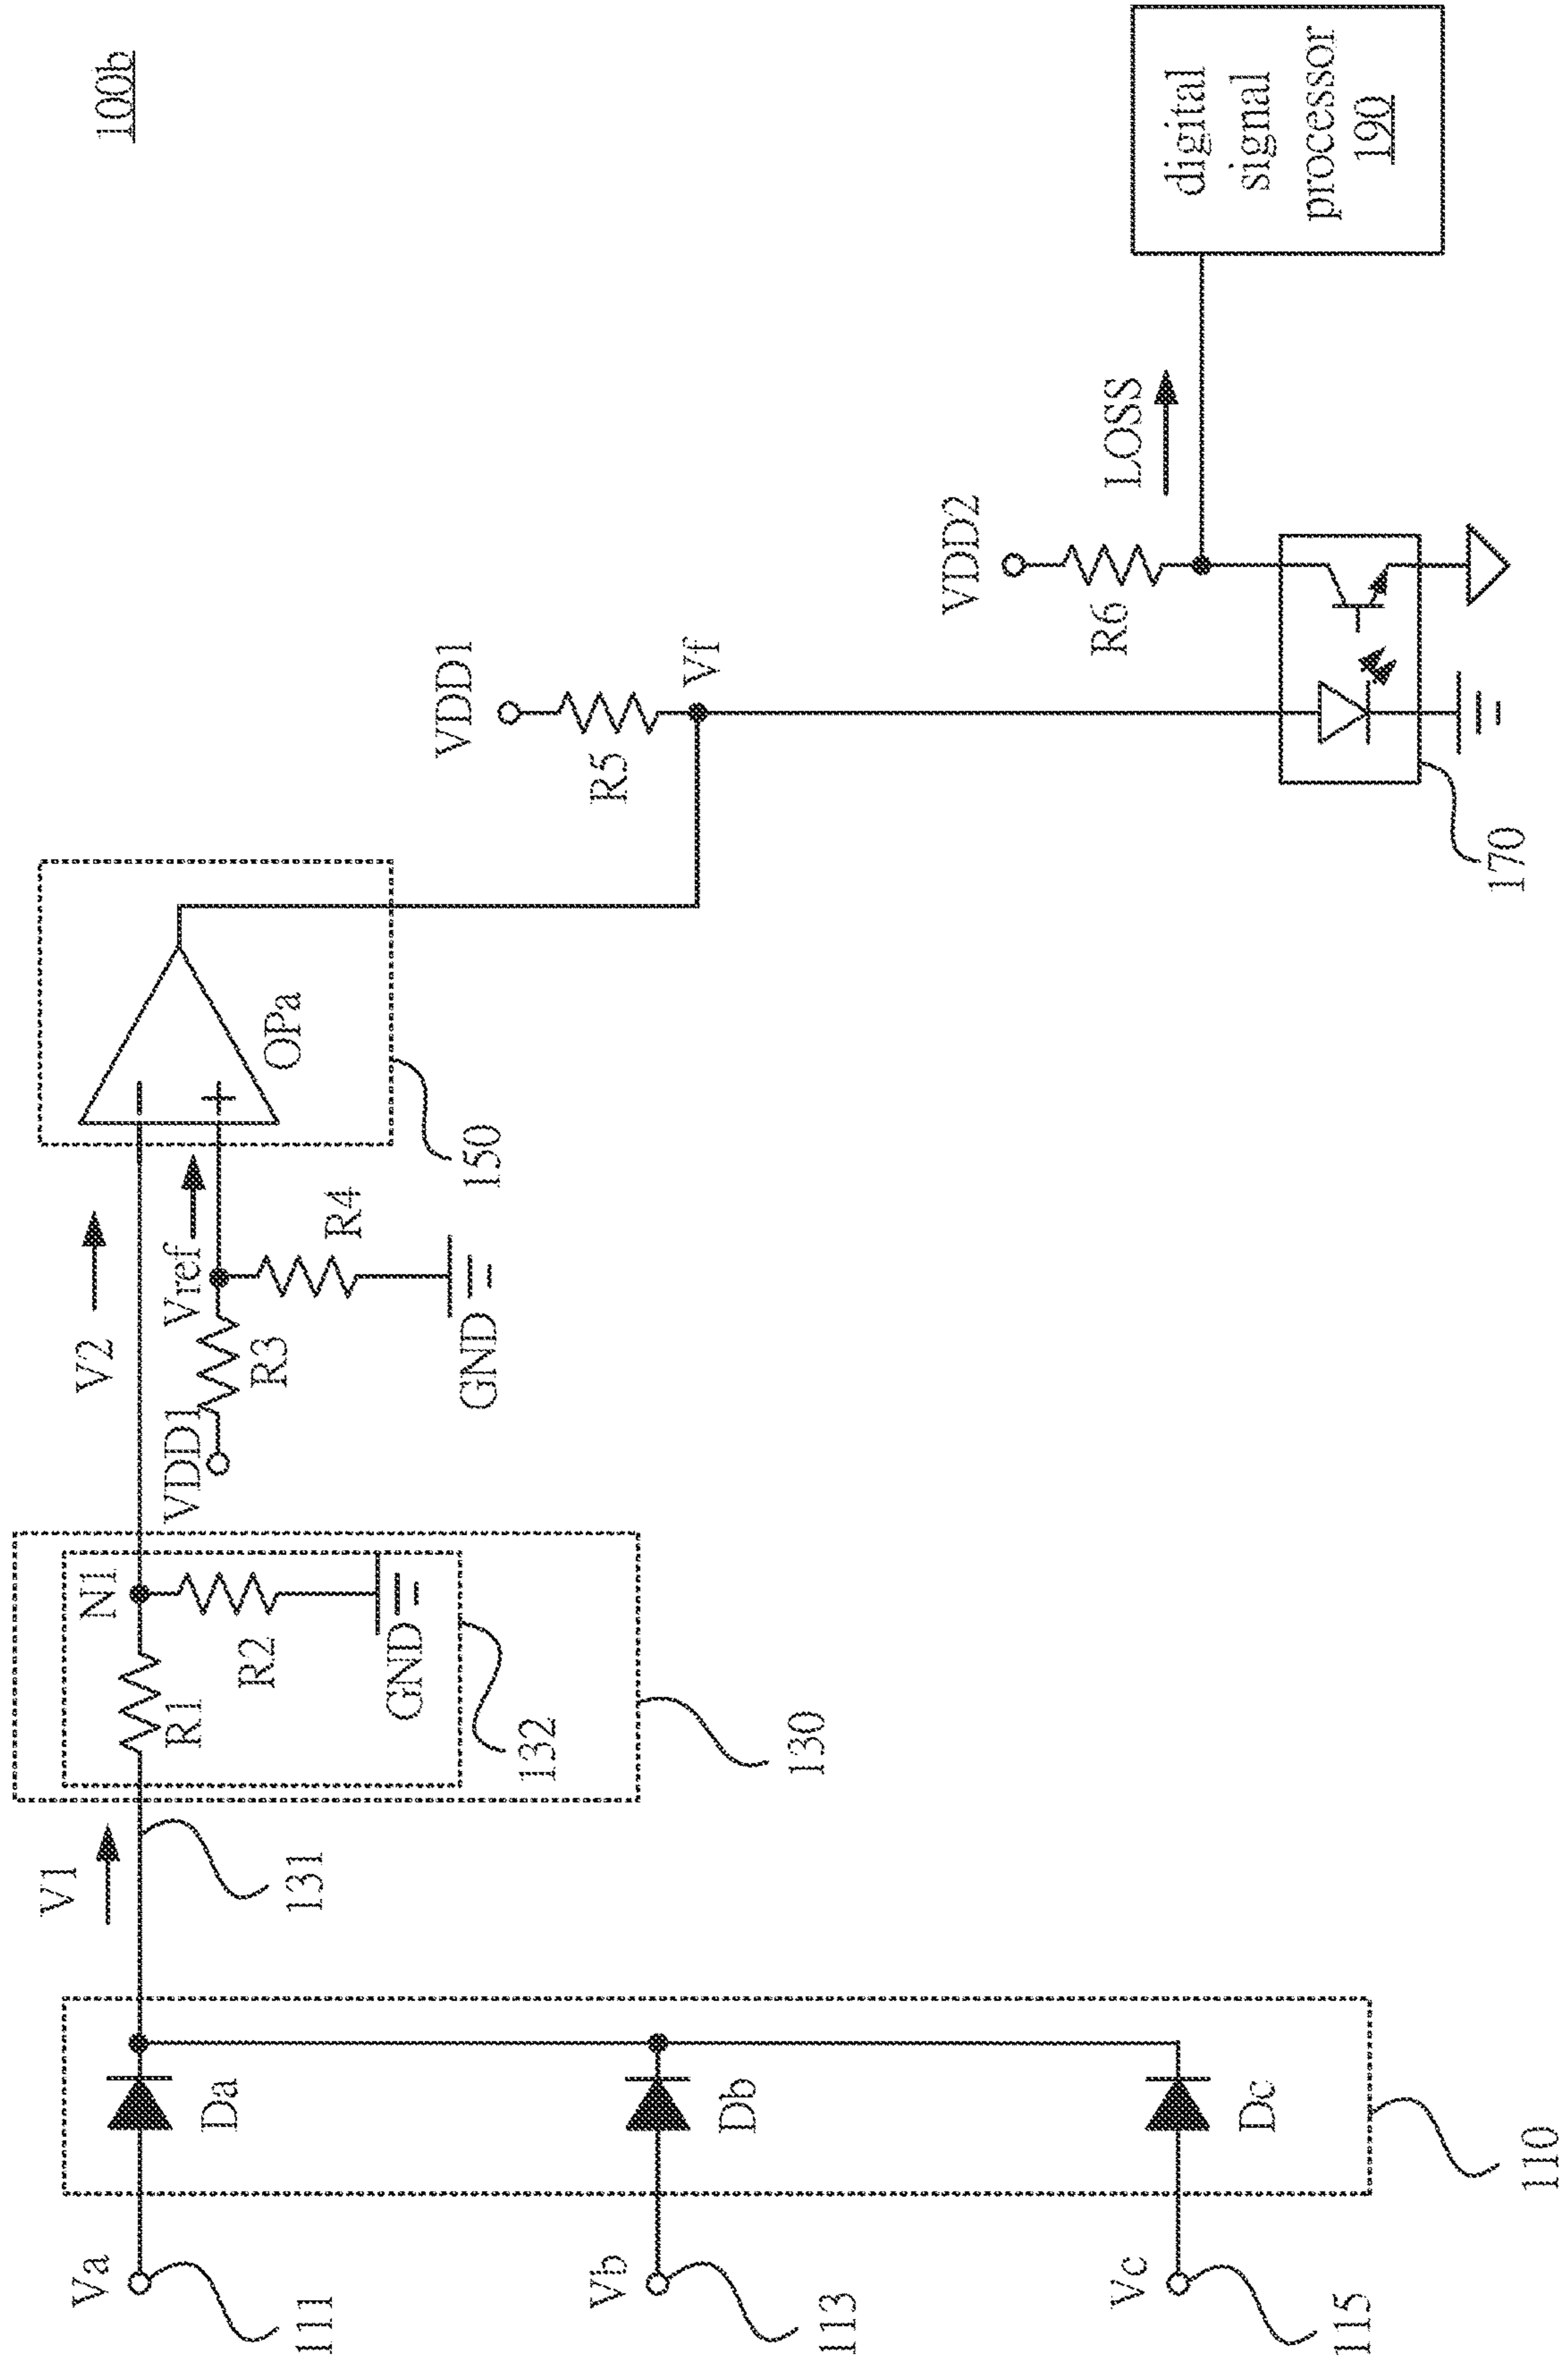 100b
Va
111
Vb
113
Vc
115
Da
Db
Dc
110
V1
131
R1
N1
R2
GND
132
130
V2
VDD1
Vref
R3
R4
GND
OPa
150
VDD1
R5
Vf
VDD2
R6
LOSS
170
digital
signal
processor
190